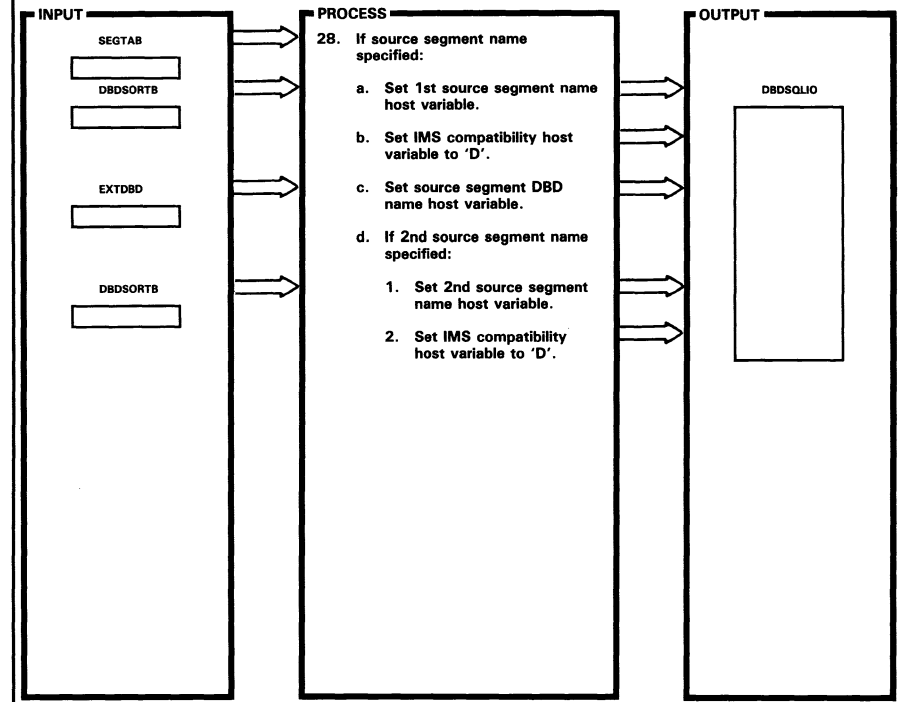 INPUT
SEGTAB
DBDSORTB
EXTDBD
DBDSORTB
PROCESS
28. If source segment name
specified:
a. Set 1st source segment name
host variable.
b. Set IMS compatibility host
variable to 'D'.
c. Set source segment DBD
name host variable.
d. If 2nd source segment name
specified:
1. Set 2nd source segment
name host variable.
2. Set IMS compatibility
host variable to 'D'.
OUTPUT
DBDSQLIO